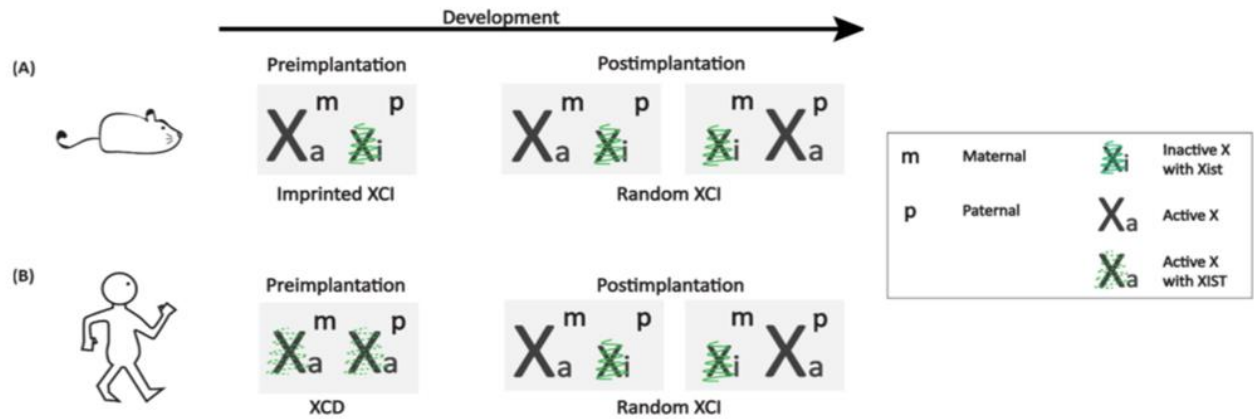 Development
(A)
Preimplantation
Postimplantation
Xa m Xi p
Xa m Xi p
Xi m Xa p
Imprinted XCI
Random XCI
m Maternal Xi Inactive X
with Xist
p Paternal Xa Active X
Xa Active X
with XIST
(B)
Preimplantation
Postimplantation
Xa m Xa p
Xa m Xi p
Xi m Xa p
XCD
Random XCI